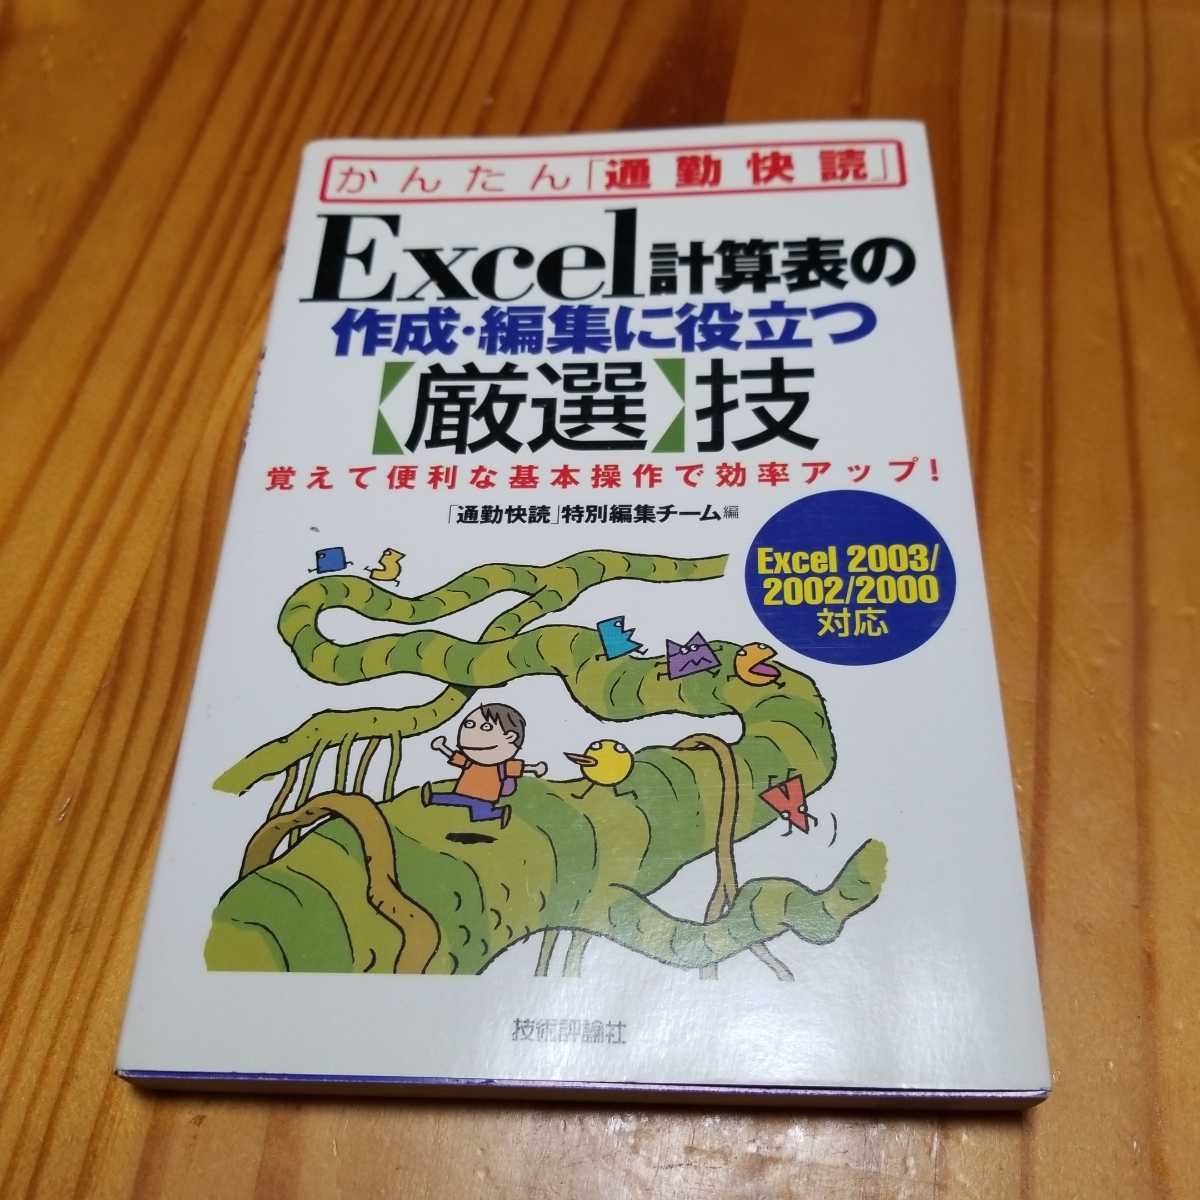 かんたん「通勤快読」
Excel計算表の
作成・編集に役立つ
【厳選】技
覚えて便利な基本操作で効率アップ!
「通勤快読」特別編集チーム編
Excel 2003/
2002/2000
対応
技術評論社